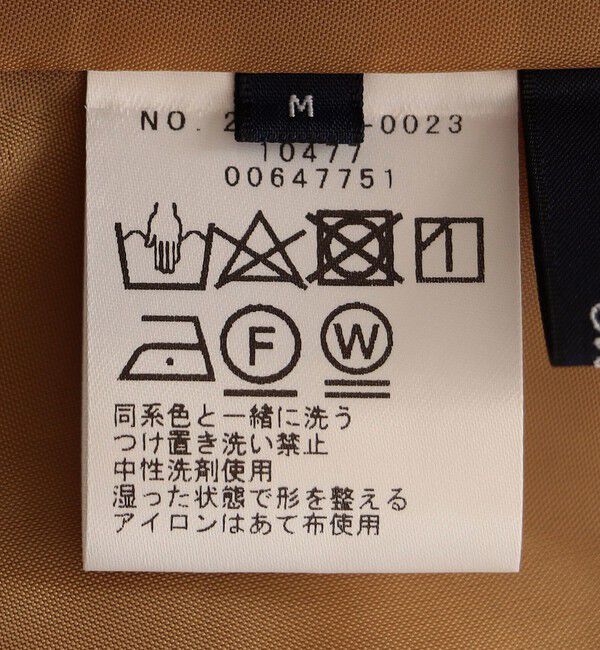 M
NO. 2 -0023
10477
00647751
F
W
同系色と一緒に洗う
つけ置き洗い禁止
中性洗剤使用
湿った状態で形を整える
アイロンはあて布使用